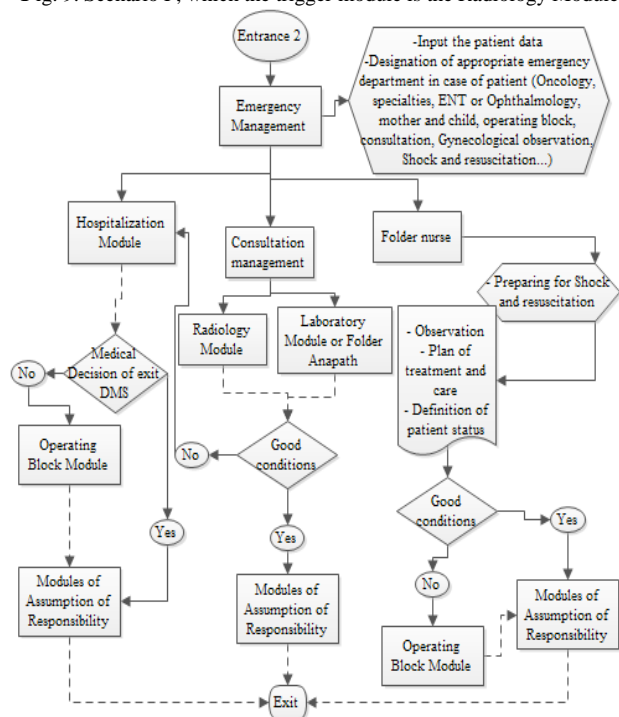 Fig. 9. Scenario F, which the trigger module is the Radiology Module
Entrance 2
-Input the patient data
-Designation of appropriate emergency
department in case of patient (Oncology,
specialties, ENT or Ophthalmology,
mother and child, operating block,
consultation, Gynecological observation,
Shock and resuscitation...)
Emergency
Management
Hospitalization
Module
Consultation
management
Folder nurse
- Preparing for Shock
and resuscitation
Radiology
Module
Laboratory
Module or Folder
Anapath
- Observation
- Plan of
treatment and
care
- Definition of
patient status
Medical
Decision of exit
DMS
No
Operating
Block Module
Good
conditions
No
Good
conditions
Yes
Yes
Yes
No
Modules of
Assumption of
Responsibility
Modules of
Assumption of
Responsibility
Modules of
Assumption of
Responsibility
Operating
Block Module
Exit